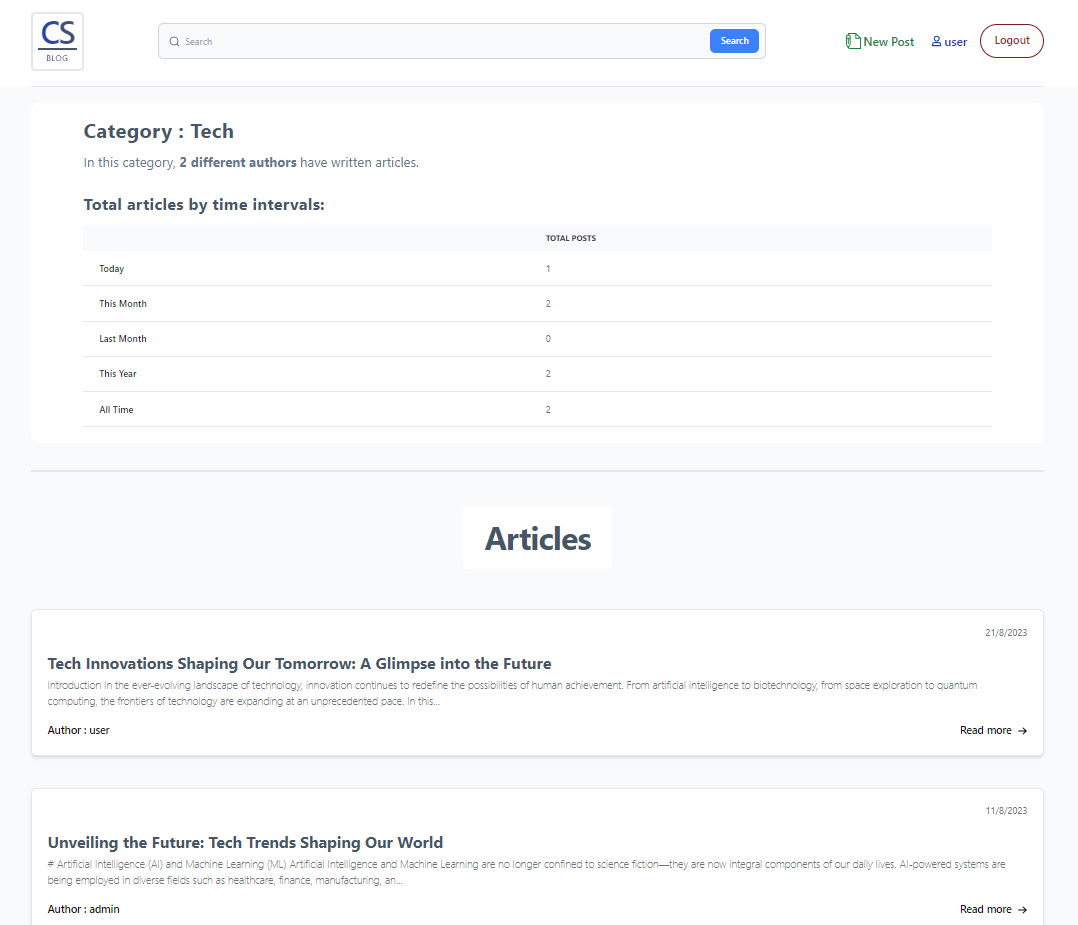 CS
BLOG
Search
Search
New Post
user
Logout
Category : Tech
In this category, 2 different authors have written articles.
Total articles by time intervals:
TOTAL POSTS
Today 1
This Month 2
Last Month 0
This Year 2
All Time 2
Articles
21/8/2023
Tech Innovations Shaping Our Tomorrow: A Glimpse into the Future
Introduction In the ever-evolving landscape of technology, innovation continues to redefine the possibilities of human achievement. From artificial intelligence to biotechnology, from space exploration to quantum
computing, the frontiers of technology are expanding at an unprecedented pace. In this...
Author : user
Read more →
11/8/2023
Unveiling the Future: Tech Trends Shaping Our World
# Artificial Intelligence (AI) and Machine Learning (ML) Artificial Intelligence and Machine Learning are no longer confined to science fiction—they are now integral components of our daily lives. AI-powered systems are
being employed in diverse fields such as healthcare, finance, manufacturing, an...
Author : admin
Read more →